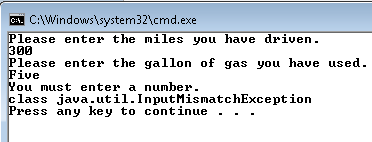 C:\Windows\system32\cmd.exe
Please enter the miles you have driven.
300
Please enter the gallon of gas you have used.
Five
You must enter a number.
class java.util.InputMismatchException
Press any key to continue . . .